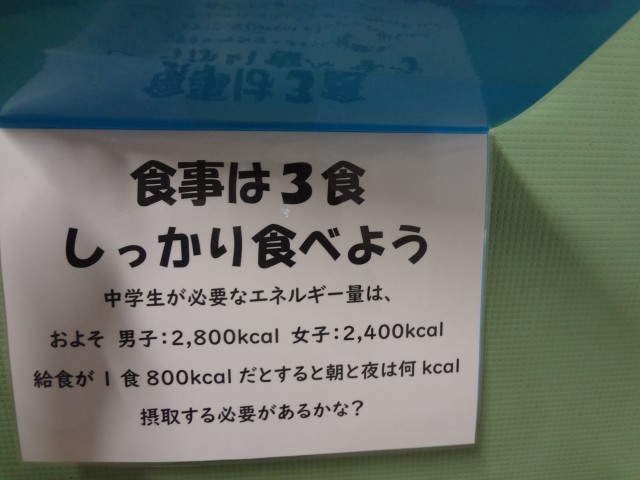 食事は3食
しっかり食べよう
中学生が必要なエネルギー量は、
およそ 男子:2,800kcal 女子:2,400kcal
給食が1食800kcalだとすると朝と夜は何kcal
摂取する必要があるかな?